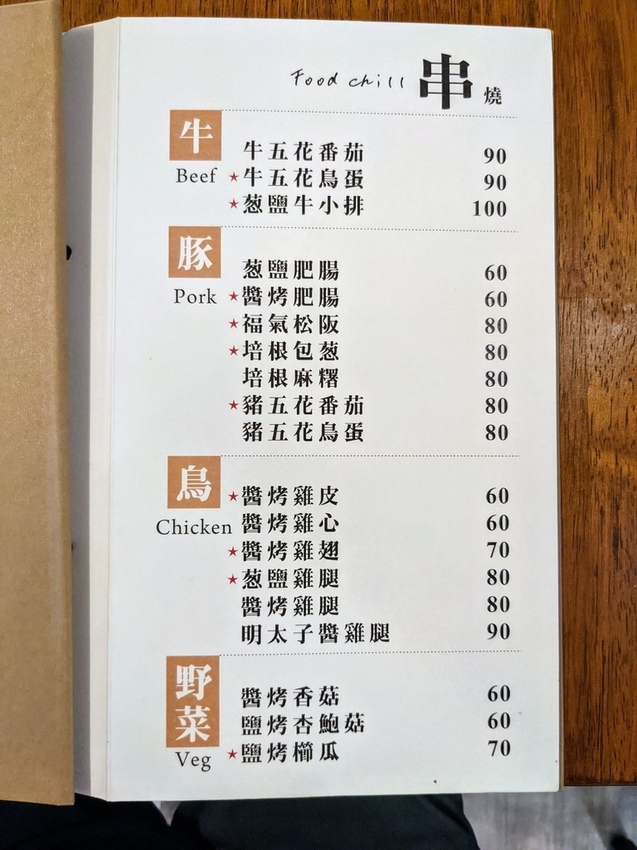 Food chill 串燒
牛
Beef
牛五花番茄 90
★牛五花鳥蛋 90
★蔥鹽牛小排 100
豚
Pork
蔥鹽肥腸 60
★醬烤肥腸 60
★福氣松阪 80
★培根包蔥 80
培根麻糬 80
★豬五花番茄 80
豬五花鳥蛋 80
鳥
Chicken
★醬烤雞皮 60
醬烤雞心 60
★醬烤雞翅 70
★蔥鹽雞腿 80
醬烤雞腿 80
明太子醬雞腿 90
野菜
Veg
醬烤香菇 60
鹽烤杏鮑菇 60
★鹽烤櫛瓜 70